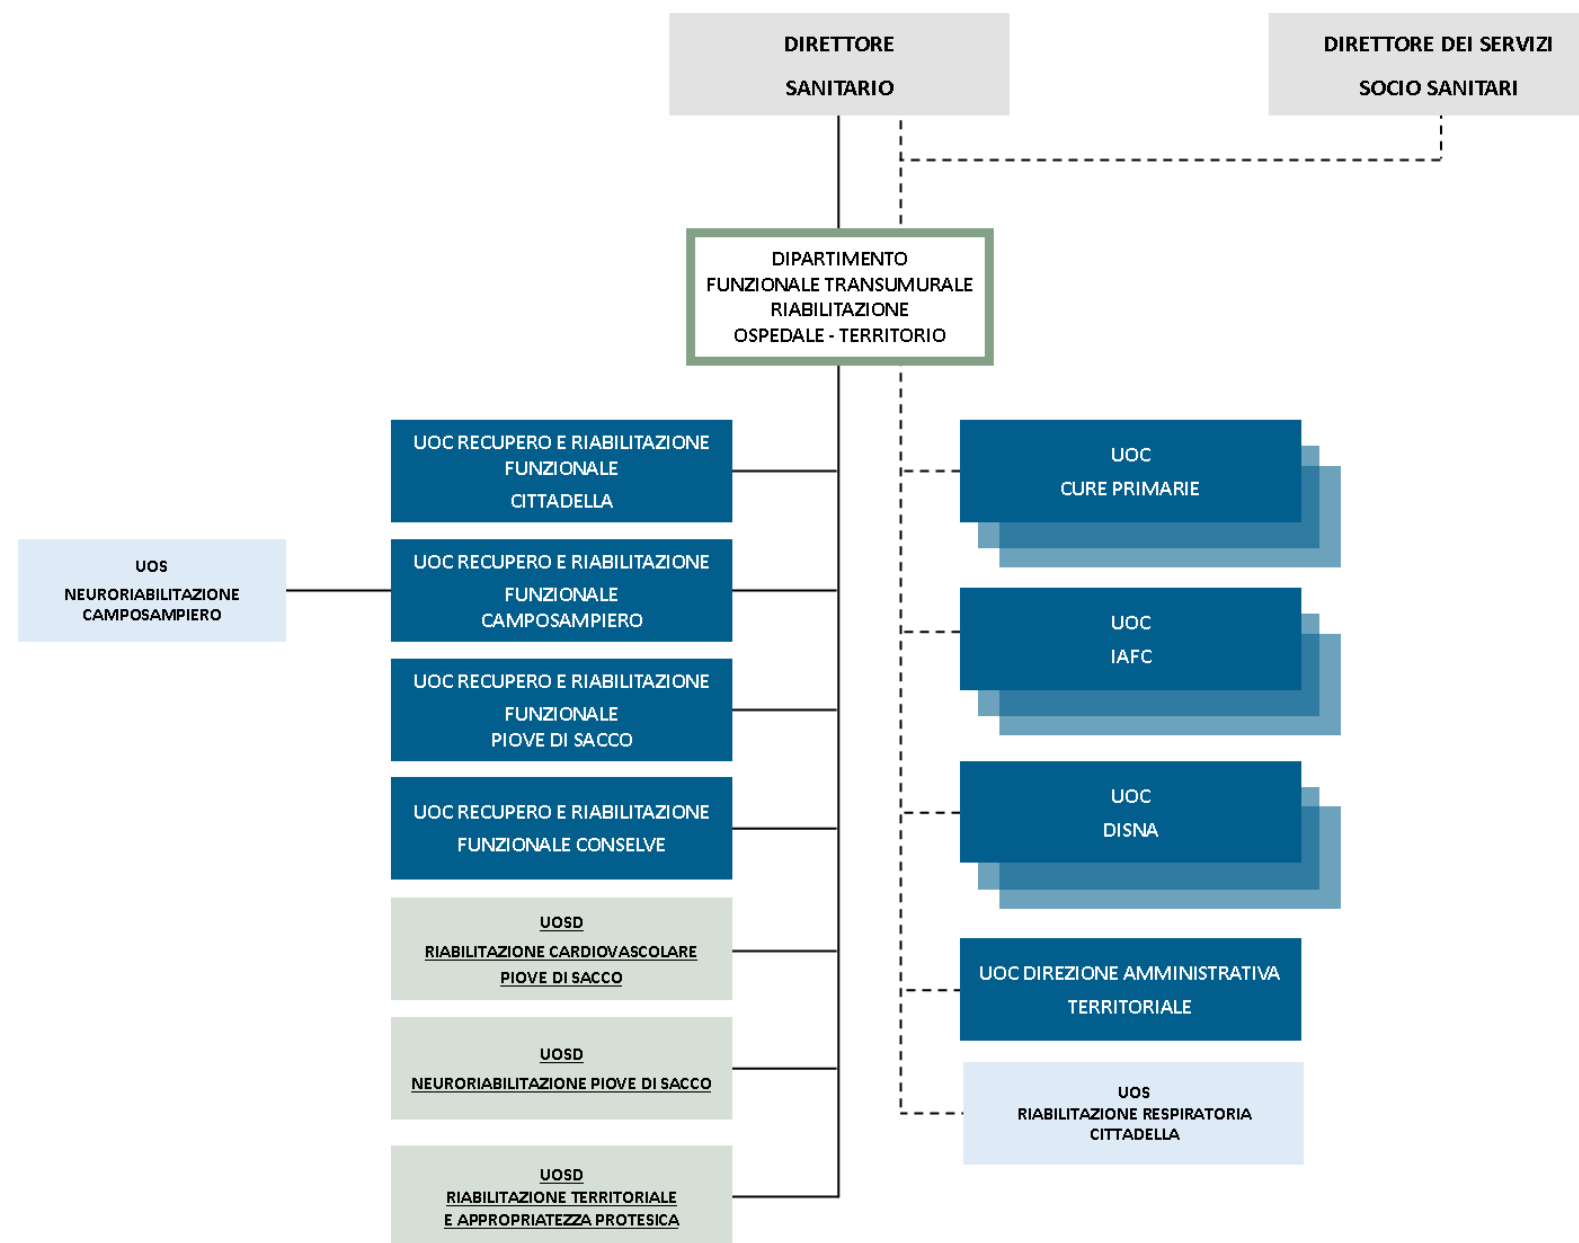 DIRETTORE
SANITARIO
DIRETTORE DEI SERVIZI
SOCIO SANITARI
DIPARTIMENTO
FUNZIONALE TRANSUMURALE
RIABILITAZIONE
OSPEDALE - TERRITORIO
UOC RECUPERO E RIABILITAZIONE
FUNZIONALE
CITTADELLA
UOS
NEURORIABILITAZIONE
CAMPOSAMPIERO
UOC RECUPERO E RIABILITAZIONE
FUNZIONALE
CAMPOSAMPIERO
UOC RECUPERO E RIABILITAZIONE
FUNZIONALE
PIOVE DI SACCO
UOC RECUPERO E RIABILITAZIONE
FUNZIONALE CONSELVE
UOSD
RIABILITAZIONE CARDIOVASCOLARE
PIOVE DI SACCO
UOSD
NEURORIABILITAZIONE PIOVE DI SACCO
UOSD
RIABILITAZIONE TERRITORIALE
E APPROPRIATEZZA PROTESICA
UOC
CURE PRIMARIE
UOC
IAFC
UOC
DISNA
UOC DIREZIONE AMMINISTRATIVA
TERRITORIALE
UOS
RIABILITAZIONE RESPIRATORIA
CITTADELLA